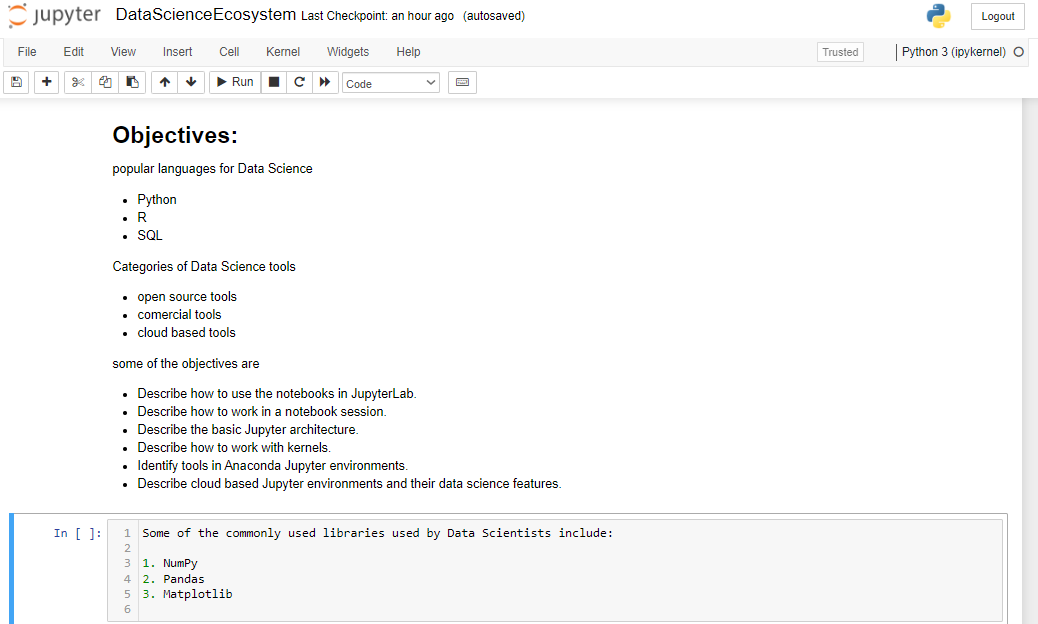 jupyter DataScienceEcosystem Last Checkpoint: an hour ago (autosaved) Logout
File Edit View Insert Cell Kernel Widgets Help Trusted Python 3 (ipykernel)
Run Code
Objectives:
popular languages for Data Science
Python
R
SQL
Categories of Data Science tools
open source tools
comercial tools
cloud based tools
some of the objectives are
Describe how to use the notebooks in JupyterLab.
Describe how to work in a notebook session.
Describe the basic Jupyter architecture.
Describe how to work with kernels.
Identify tools in Anaconda Jupyter environments.
Describe cloud based Jupyter environments and their data science features.
In [ ]: 1 Some of the commonly used libraries used by Data Scientists include:
2
3 1. NumPy
4 2. Pandas
5 3. Matplotlib
6